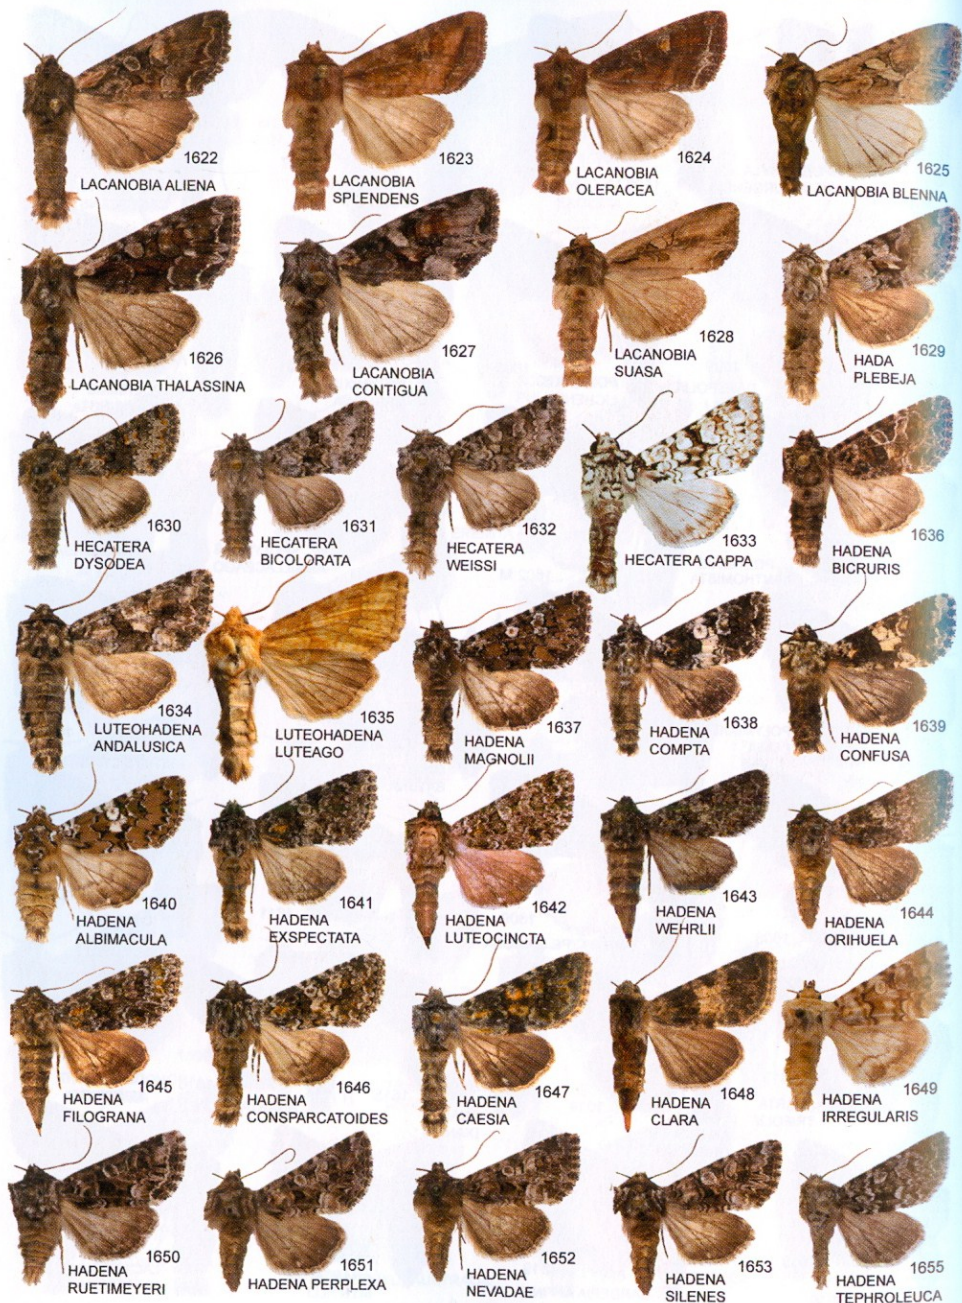 1622
LACANOBIA ALIENA
1623
LACANOBIA
SPLENDENS
1624
LACANOBIA
OLERACEA
1625
LACANOBIA BLENNA
1626
LACANOBIA THALASSINA
1627
LACANOBIA
CONTIGUA
1628
LACANOBIA
SUASA
1629
HADA
PLEBEJA
1630
HECATERA
DYSODEA
1631
HECATERA
BICOLORATA
1632
HECATERA
WEISSI
1633
HECATERA CAPPA
1636
HADENA
BICRURIS
1634
LUTEOHADENA
ANDALUSICA
1635
LUTEOHADENA
LUTEAGO
1637
HADENA
MAGNOLII
1638
HADENA
COMPTA
1639
HADENA
CONFUSA
1640
HADENA
ALBIMACULA
1641
HADENA
EXSPECTATA
1642
HADENA
LUTEOCINCTA
1643
HADENA
WEHRLII
1644
HADENA
ORIHUELA
1645
HADENA
FILOGRANA
1646
HADENA
CONSPARCATOIDES
1647
HADENA
CAESIA
1648
HADENA
CLARA
1649
HADENA
IRREGULARIS
1650
HADENA
RUETIMEYERI
1651
HADENA PERPLEXA
1652
HADENA
NEVADAE
1653
HADENA
SILENES
1655
HADENA
TEPHROLEUCA